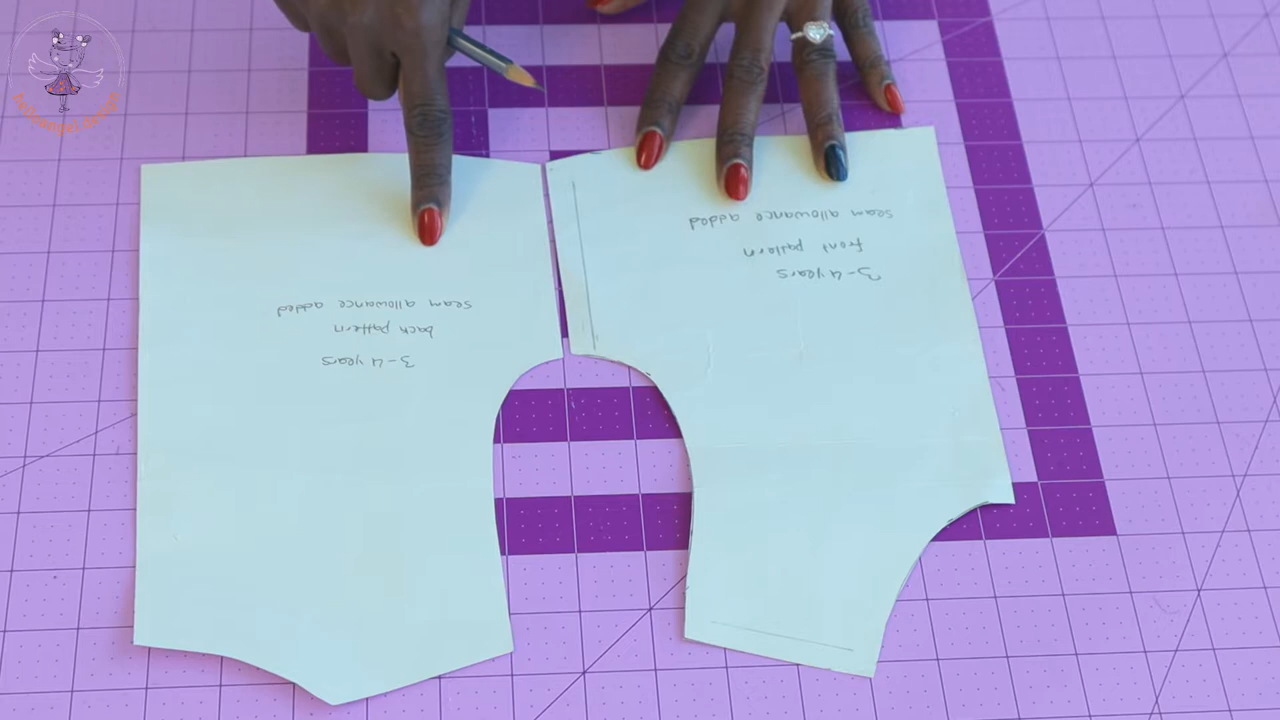 3-4 years
back pattern
seam allowance added
3-4 years
front pattern
seam allowance added